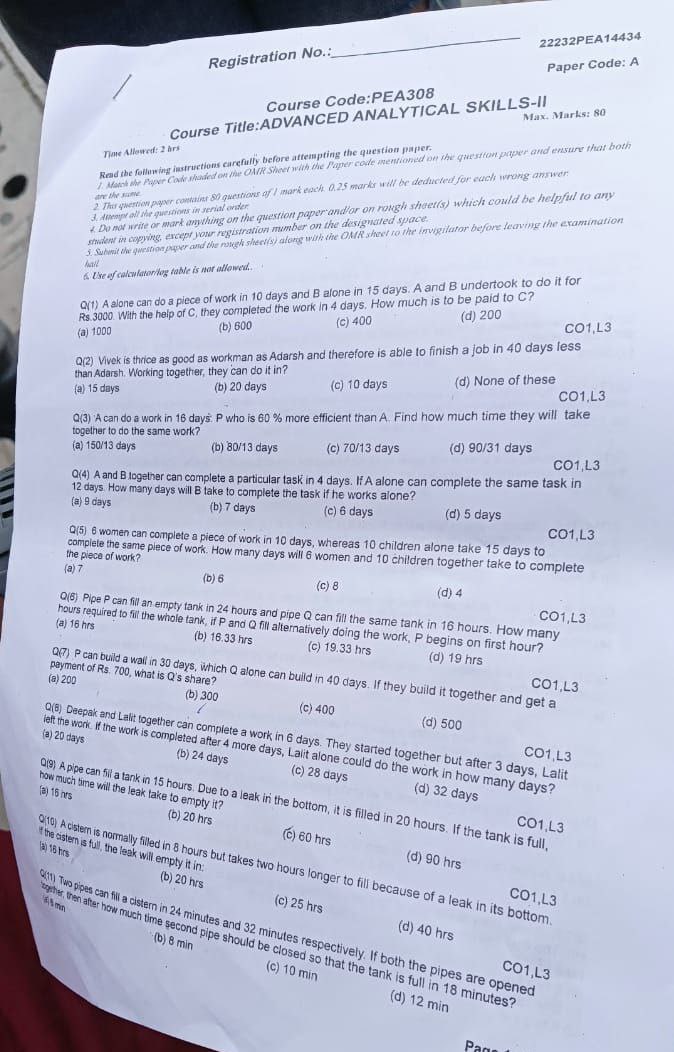 Registration No.:
22232PEA14434
Paper Code: A
Course Code:PEA308
Course Title:ADVANCED ANALYTICAL SKILLS-II
Time Allowed: 2 hrs
Max. Marks: 80
Read the following instructions carefully before attempting the question paper.
1. Match the Paper Code shaded on the OMR Sheet with the Paper code mentioned on the question paper and ensure that both
are the same.
2. This question paper contains 80 questions of 1 mark each. 0.25 marks will be deducted for each wrong answer.
3. Attempt all the questions in serial order.
4. Do not write or mark anything on the question paper and/or on rough sheet(s) which could be helpful to any
student in copying, except your registration number on the designated space.
5. Submit the question paper and the rough sheet(s) along with the OMR sheet to the invigilator before leaving the examination
hall
6. Use of calculator/log table is not allowed..
Q(1) A alone can do a piece of work in 10 days and B alone in 15 days. A and B undertook to do it for
Rs.3000. With the help of C, they completed the work in 4 days. How much is to be paid to C?
(a) 1000 (b) 600 (c) 400 (d) 200
CO1,L3
Q(2) Vivek is thrice as good as workman as Adarsh and therefore is able to finish a job in 40 days less
than Adarsh. Working together, they can do it in?
(a) 15 days (b) 20 days (c) 10 days (d) None of these
CO1,L3
Q(3) A can do a work in 16 days. P who is 60 % more efficient than A. Find how much time they will take
together to do the same work?
(a) 150/13 days (b) 80/13 days (c) 70/13 days (d) 90/31 days
CO1,L3
Q(4) A and B together can complete a particular task in 4 days. If A alone can complete the same task in
12 days. How many days will B take to complete the task if he works alone?
(a) 9 days (b) 7 days (c) 6 days (d) 5 days
CO1,L3
Q(5) 6 women can complete a piece of work in 10 days, whereas 10 children alone take 15 days to
complete the same piece of work. How many days will 6 women and 10 children together take to complete
the piece of work?
(a) 7 (b) 6 (c) 8 (d) 4
CO1,L3
Q(6) Pipe P can fill an empty tank in 24 hours and pipe Q can fill the same tank in 16 hours. How many
hours required to fill the whole tank, if P and Q fill alternatively doing the work, P begins on first hour?
(a) 16 hrs (b) 16.33 hrs (c) 19.33 hrs (d) 19 hrs
CO1,L3
Q(7) P can build a wall in 30 days, which Q alone can build in 40 days. If they build it together and get a
payment of Rs. 700, what is Q's share?
(a) 200 (b) 300 (c) 400 (d) 500
CO1,L3
Q(8) Deepak and Lalit together can complete a work in 6 days. They started together but after 3 days, Lalit
left the work. If the work is completed after 4 more days, Lalit alone could do the work in how many days?
(a) 20 days (b) 24 days (c) 28 days (d) 32 days
CO1,L3
Q(9) A pipe can fill a tank in 15 hours. Due to a leak in the bottom, it is filled in 20 hours. If the tank is full,
how much time will the leak take to empty it?
(a) 16 hrs (b) 20 hrs (c) 60 hrs (d) 90 hrs
CO1,L3
Q(10) A cistern is normally filled in 8 hours but takes two hours longer to fill because of a leak in its bottom.
If the cistern is full, the leak will empty it in:
(a) 16 hrs (b) 20 hrs (c) 25 hrs (d) 40 hrs
CO1,L3
Q(11) Two pipes can fill a cistern in 24 minutes and 32 minutes respectively. If both the pipes are opened
together, then after how much time second pipe should be closed so that the tank is full in 18 minutes?
(b) 8 min (c) 10 min (d) 12 min